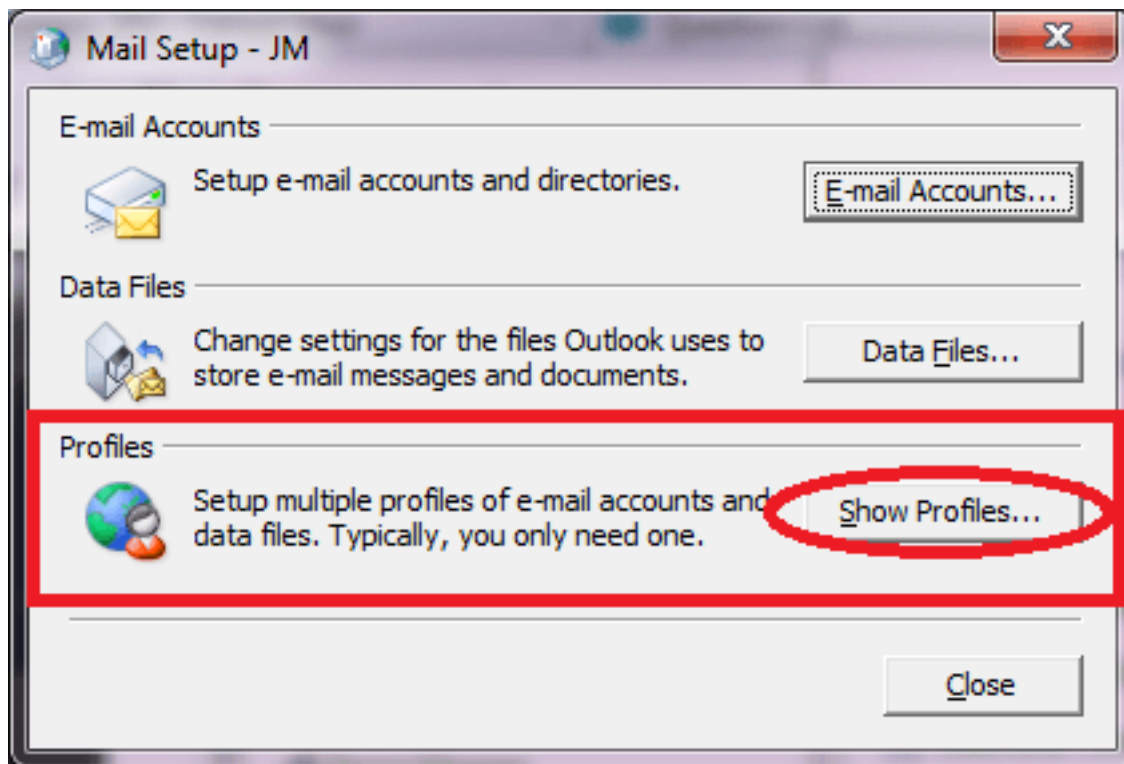 Mail Setup - JM
E-mail Accounts
Setup e-mail accounts and directories.
E-mail Accounts...
Data Files
Change settings for the files Outlook uses to
store e-mail messages and documents.
Data Files...
Profiles
Setup multiple profiles of e-mail accounts and
data files. Typically, you only need one.
Show Profiles...
Close